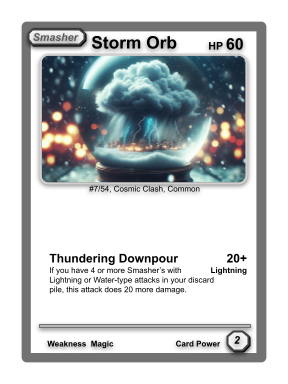 Smasher
Storm Orb
HP 60
#7/54, Cosmic Clash, Common
Thundering Downpour 20+
If you have 4 or more Smasher's with Lightning
Lightning or Water-type attacks in your discard
pile, this attack does 20 more damage.
Weakness Magic Card Power 2